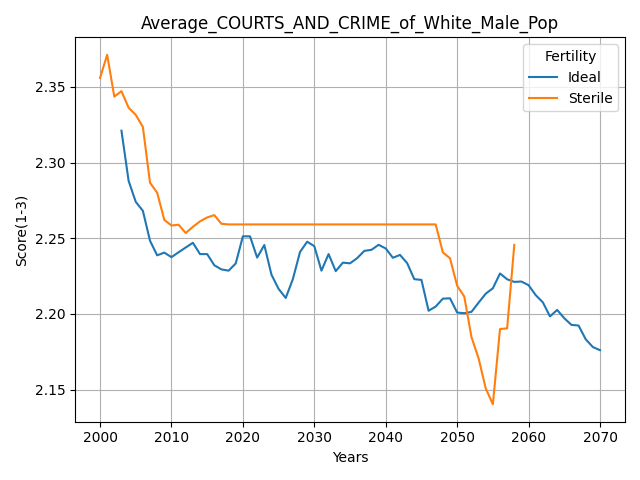 Average_COURTS_AND_CRIME_of_White_Male_Pop
Fertility
Ideal
Sterile
2.35
2.30
2.25
2.20
2.15
Score(1-3)
2000 2010 2020 2030 2040 2050 2060 2070
Years